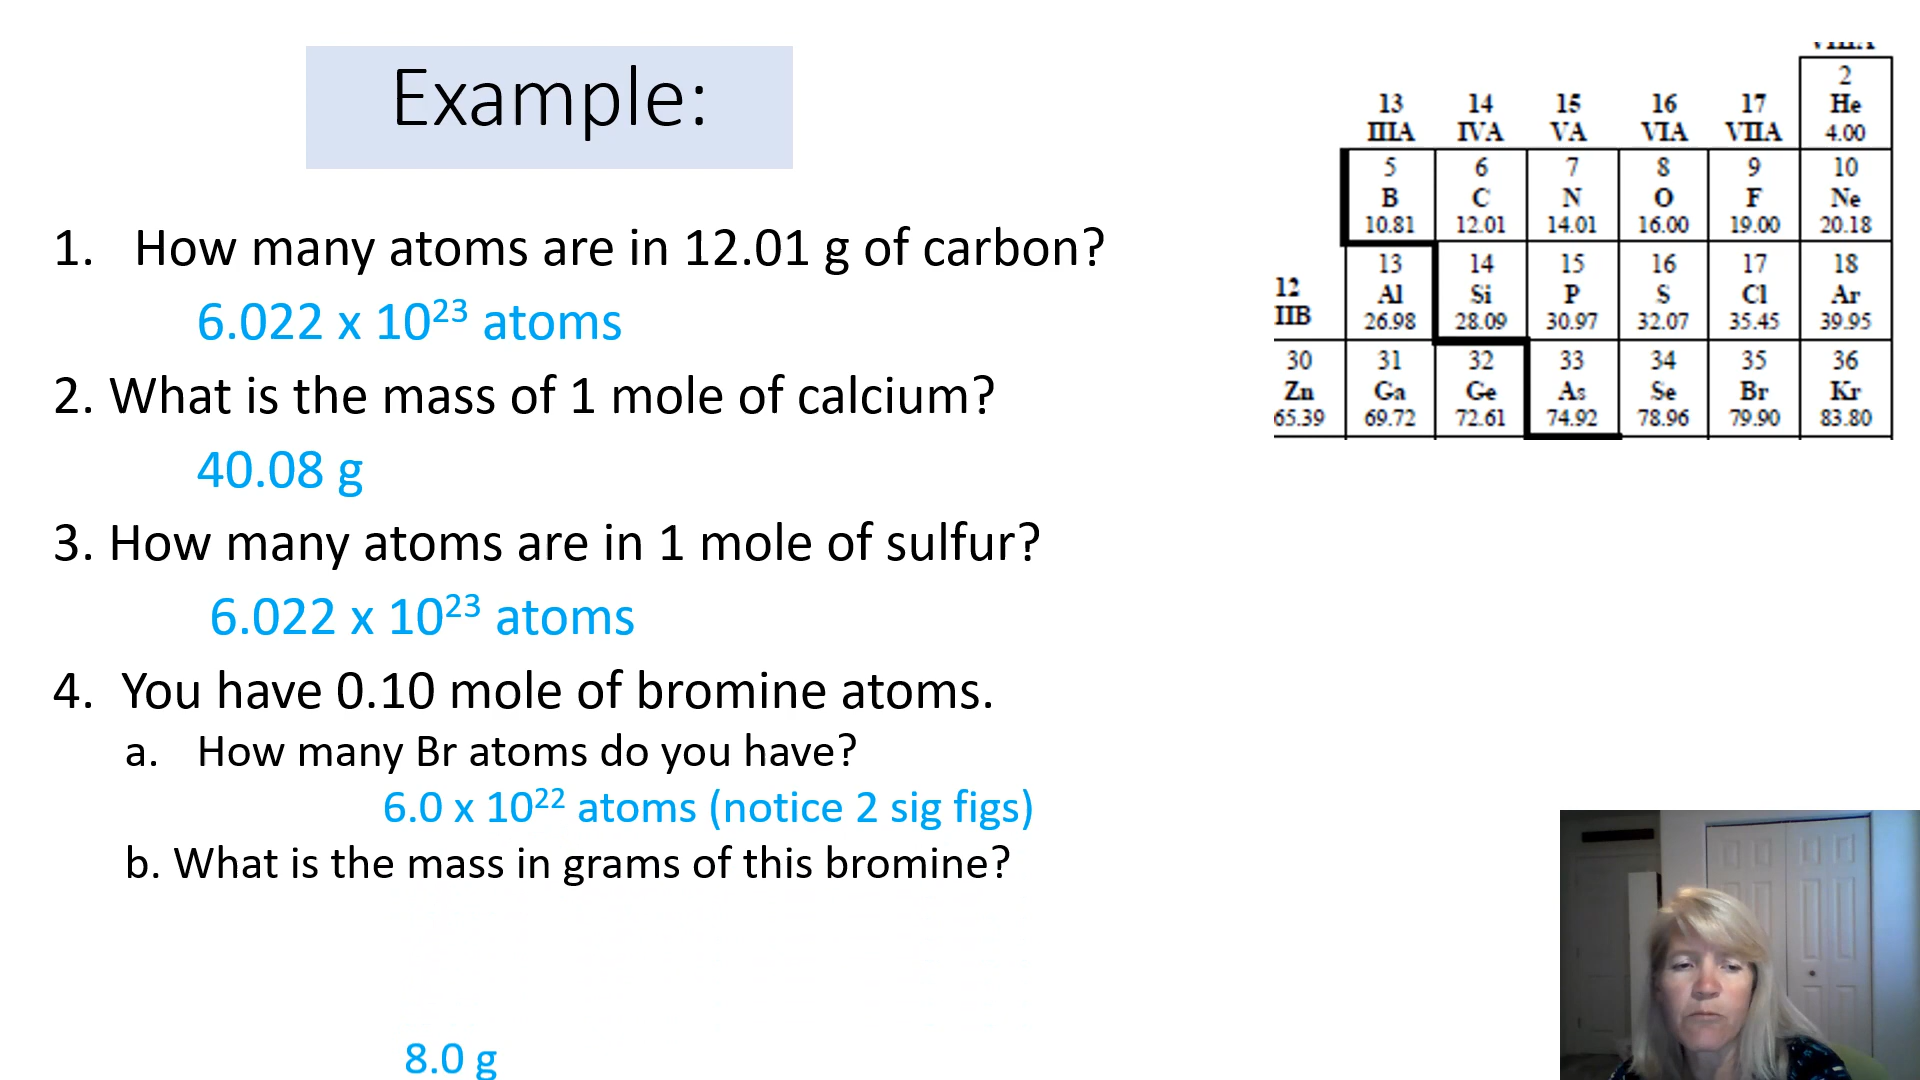 Example:
1. How many atoms are in 12.01 g of carbon?
6.022 x 10²³ atoms
2. What is the mass of 1 mole of calcium?
40.08 g
3. How many atoms are in 1 mole of sulfur?
6.022 x 10²³ atoms
4. You have 0.10 mole of bromine atoms.
a. How many Br atoms do you have?
6.0 x 10²² atoms (notice 2 sig figs)
b. What is the mass in grams of this bromine?
8.0 g
2
13 14 15 16 17 He
IIIA IVA VA VIA VIIA 4.00
5 6 7 8 9 10
B C N O F Ne
10.81 12.01 14.01 16.00 19.00 20.18
13 14 15 16 17 18
12 Al Si P S Cl Ar
IIB 26.98 28.09 30.97 32.07 35.45 39.95
30 31 32 33 34 35 36
Zn Ga Ge As Se Br Kr
65.39 69.72 72.61 74.92 78.96 79.90 83.80